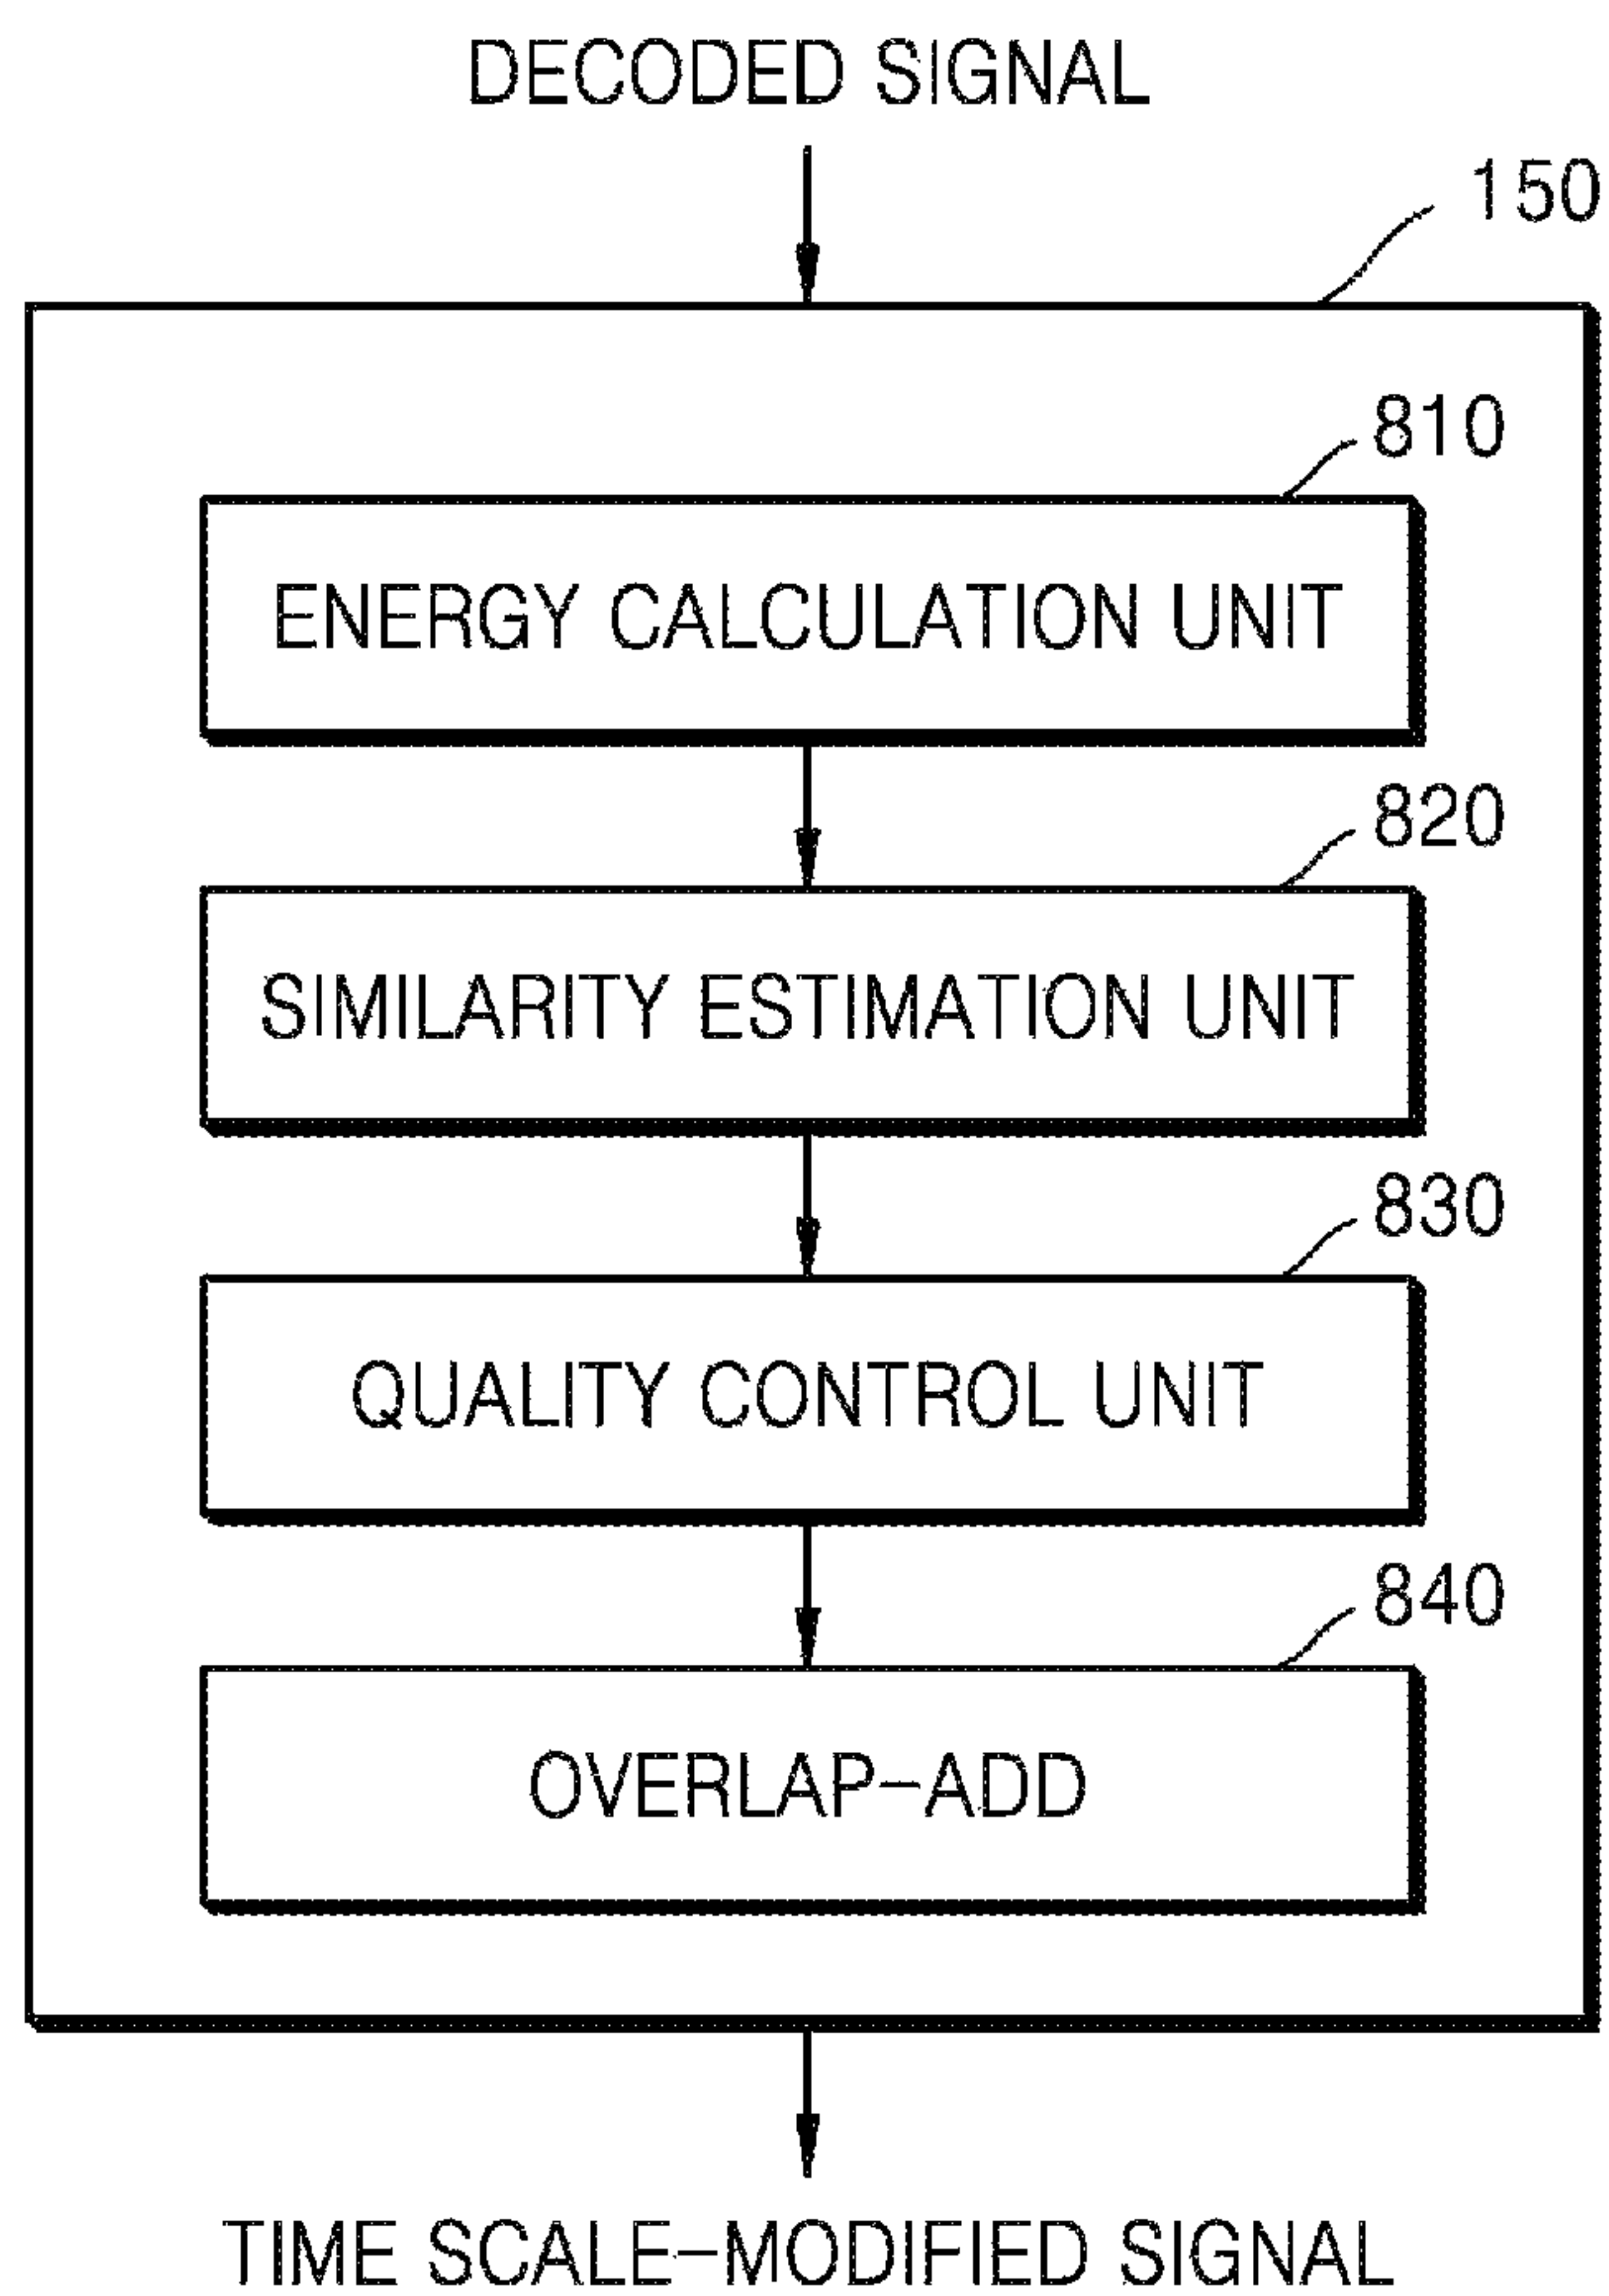 DECODED SIGNAL
150
810
ENERGY CALCULATION UNIT
820
SIMILARITY ESTIMATION UNIT
830
QUALITY CONTROL UNIT
840
OVERLAP-ADD
TIME SCALE-MODIFIED SIGNAL